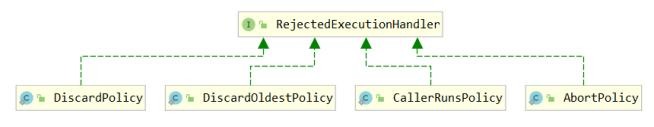 I RejectedExecutionHandler
C DiscardPolicy
C DiscardOldestPolicy
C CallerRunsPolicy
C AbortPolicy